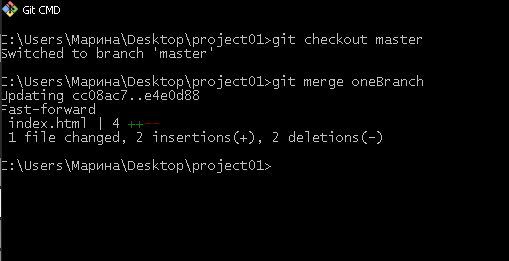 Git CMD
C:\Users\Марина\Desktop\project01>git checkout master
Switched to branch 'master'
C:\Users\Марина\Desktop\project01>git merge oneBranch
Updating cc08ac7..e4e0d88
Fast-forward
 index.html | 4 ++--
 1 file changed, 2 insertions(+), 2 deletions(-)
C:\Users\Марина\Desktop\project01>